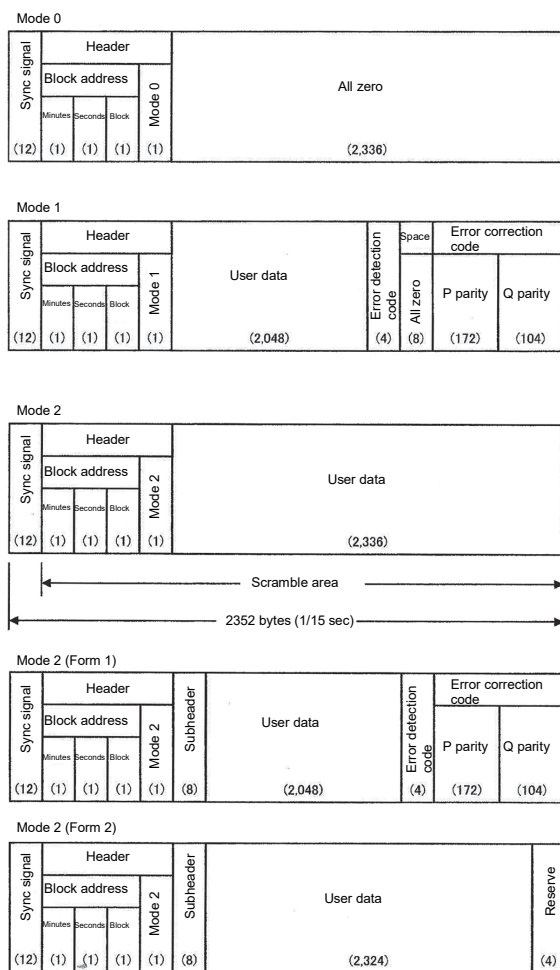 Mode 0
Sync signal
(12)
Header
Block address
Minutes
(1)
Seconds
(1)
Block
(1)
Mode 0
(1)
All zero
(2,336)
Mode 1
Sync signal
(12)
Header
Block address
Minutes
(1)
Seconds
(1)
Block
(1)
Mode 1
(1)
User data
(2,048)
Error detection
code
(4)
Space
All zero
(8)
Error correction
code
P parity
(172)
Q parity
(104)
Mode 2
Sync signal
(12)
Header
Block address
Minutes
(1)
Seconds
(1)
Block
(1)
Mode 2
(1)
User data
(2,336)
Scramble area
2352 bytes (1/15 sec)
Mode 2 (Form 1)
Sync signal
(12)
Header
Block address
Minutes
(1)
Seconds
(1)
Block
(1)
Mode 2
(1)
Subheader
(8)
User data
(2,048)
Error detection
code
(4)
Error correction
code
P parity
(172)
Q parity
(104)
Mode 2 (Form 2)
Sync signal
(12)
Header
Block address
Minutes
(1)
Seconds
(1)
Block
(1)
Mode 2
(1)
Subheader
(8)
User data
(2,324)
Reserve
(4)